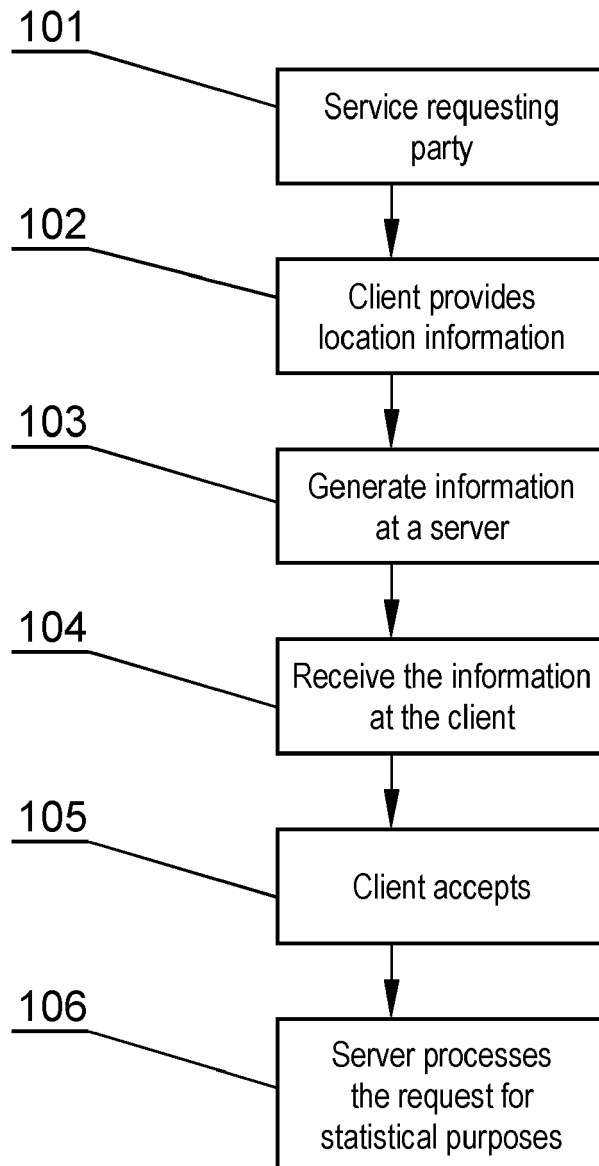 101
Service requesting
party
102
Client provides
location information
103
Generate information
at a server
104
Receive the information
at the client
105
Client accepts
106
Server processes
the request for
statistical purposes